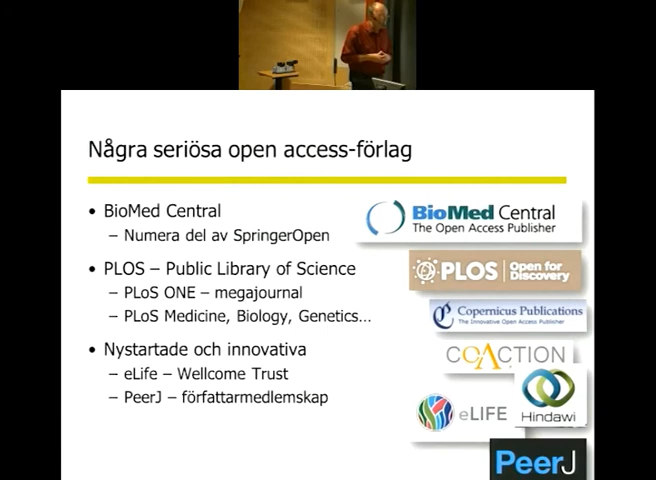 Några seriösa open access-förlag
• BioMed Central
– Numera del av SpringerOpen
• PLOS – Public Library of Science
– PLoS ONE – megajournal
– PLoS Medicine, Biology, Genetics…
• Nystartade och innovativa
– eLife – Wellcome Trust
– PeerJ – författarmedlemskap
BioMed Central
The Open Access Publisher
PLOS | Open for
Discovery
Copernicus Publications
The Innovative Open Access Publisher
COACTION
eLIFE
Hindawi
PeerJ